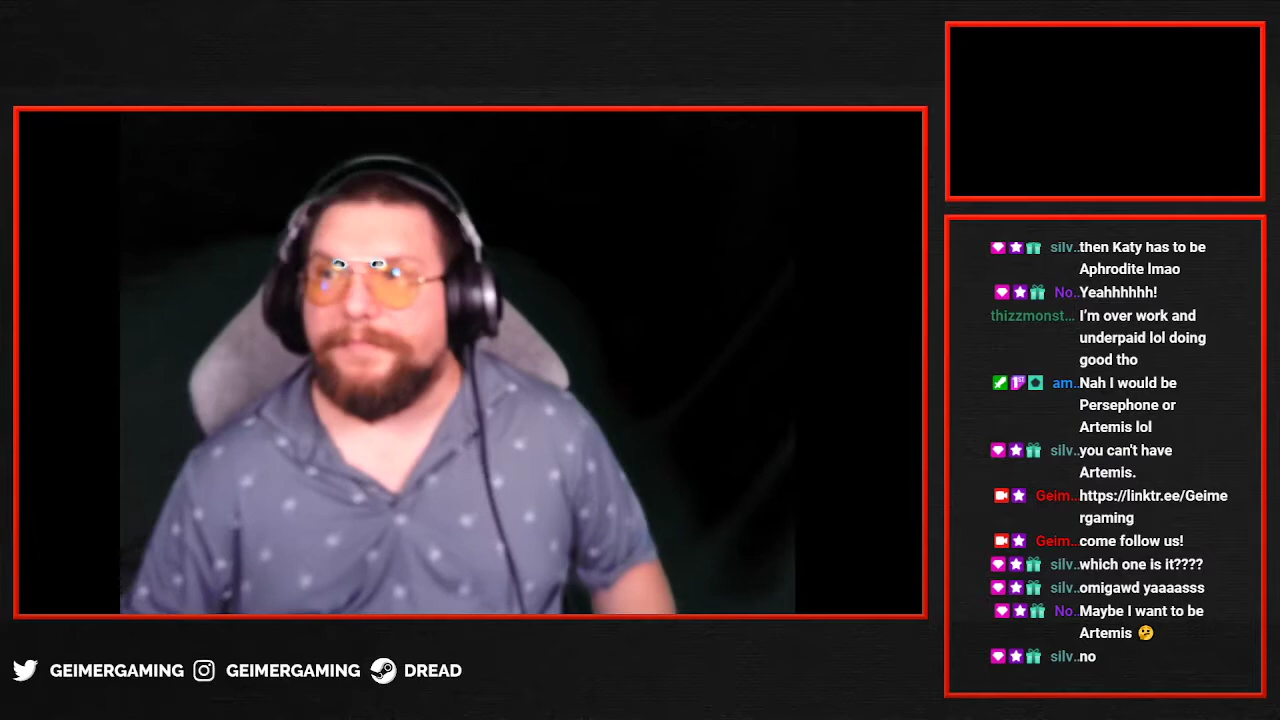 silv..then Katy has to be
Aphrodite lmao
No..Yeahhhhh!
thizzmonst... I'm over work and
underpaid lol doing
good tho
am..Nah I would be
Persephone or
Artemis lol
silv..you can't have
Artemis.
Geim..https://linktr.ee/Geime
rgaming
Geim..come follow us!
silv..which one is it????
silv..omigawd yaaaasss
No..Maybe I want to be
Artemis 🤔
silv..no
GEIMERGAMING GEIMERGAMING DREAD